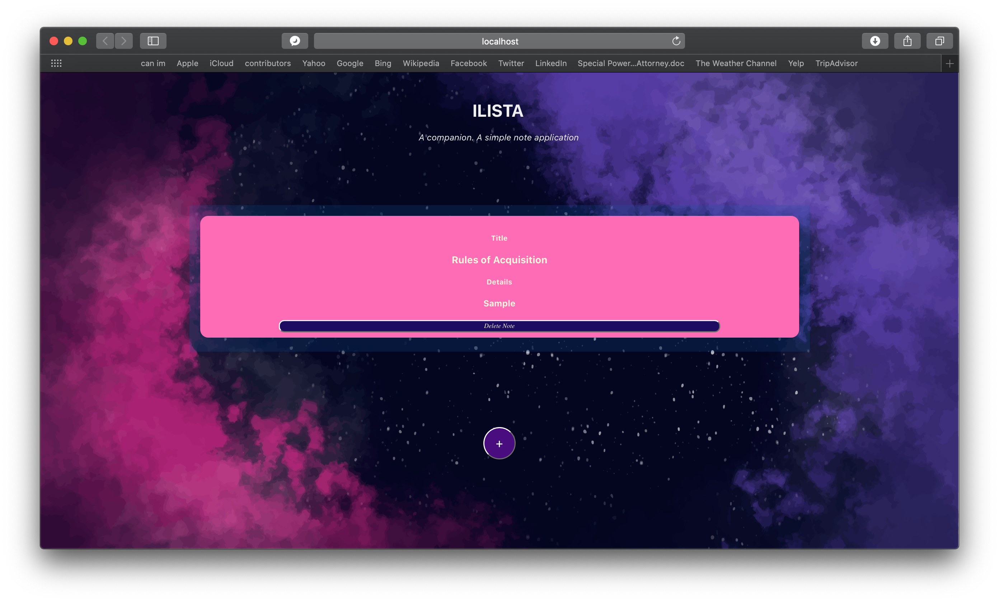 localhost
can im Apple iCloud contributors Yahoo Google Bing Wikipedia Facebook Twitter LinkedIn Special Power...Attorney.doc The Weather Channel Yelp TripAdvisor
ILISTA
A companion. A simple note application
Title
Rules of Acquisition
Details
Sample
Delete Note
+